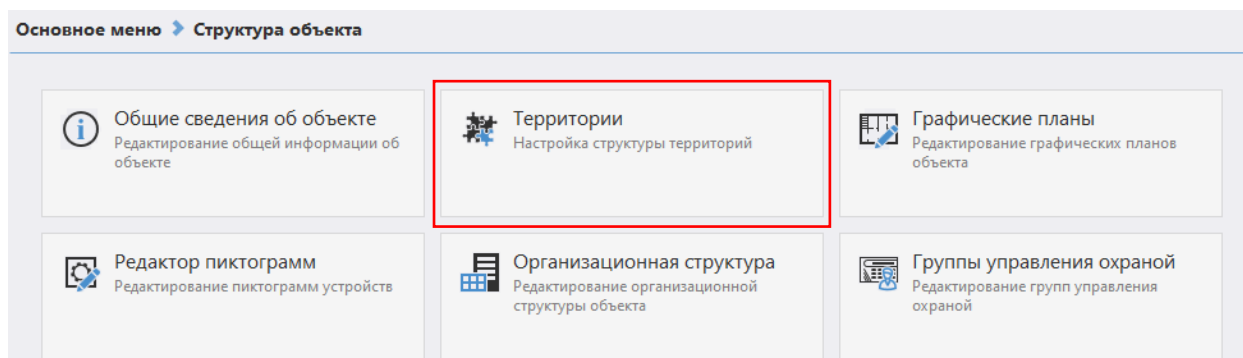 Основное меню Структура объекта
Общие сведения об объекте
Редактирование общей информации об
объекте
Территории
Настройка структуры территорий
Графические планы
Редактирование графических планов
объекта
Редактор пиктограмм
Редактирование пиктограмм устройств
Организационная структура
Редактирование организационной
структуры объекта
Группы управления охраной
Редактирование групп управления
охраной